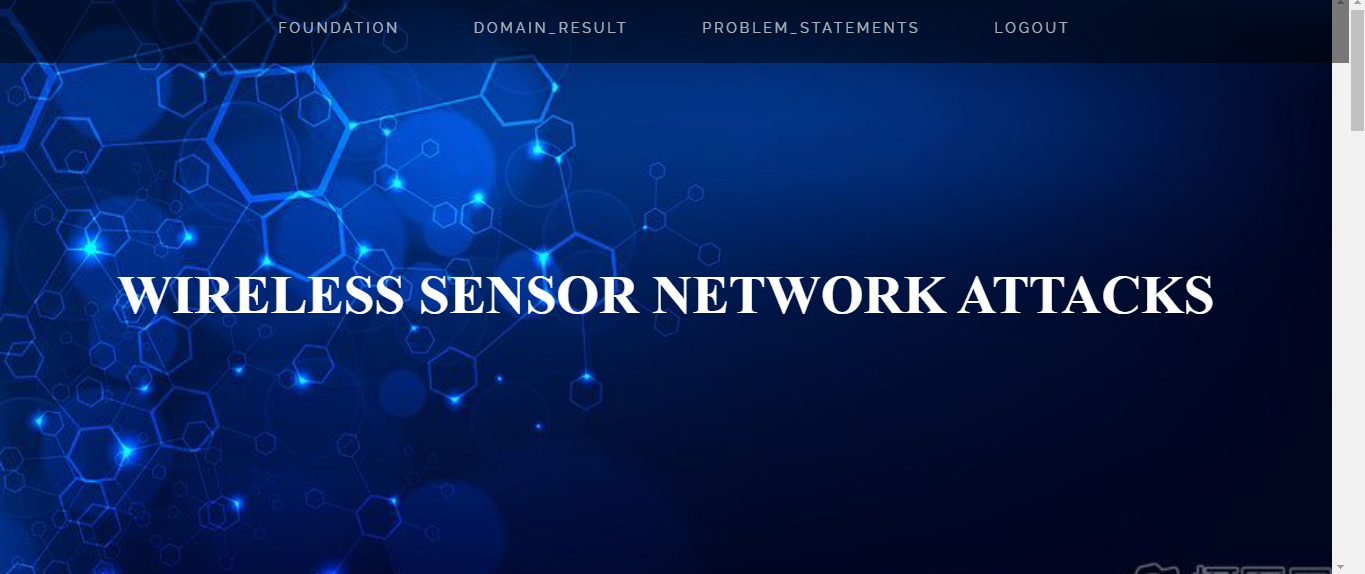 FOUNDATION DOMAIN_RESULT PROBLEM_STATEMENTS LOGOUT
WIRELESS SENSOR NETWORK ATTACKS